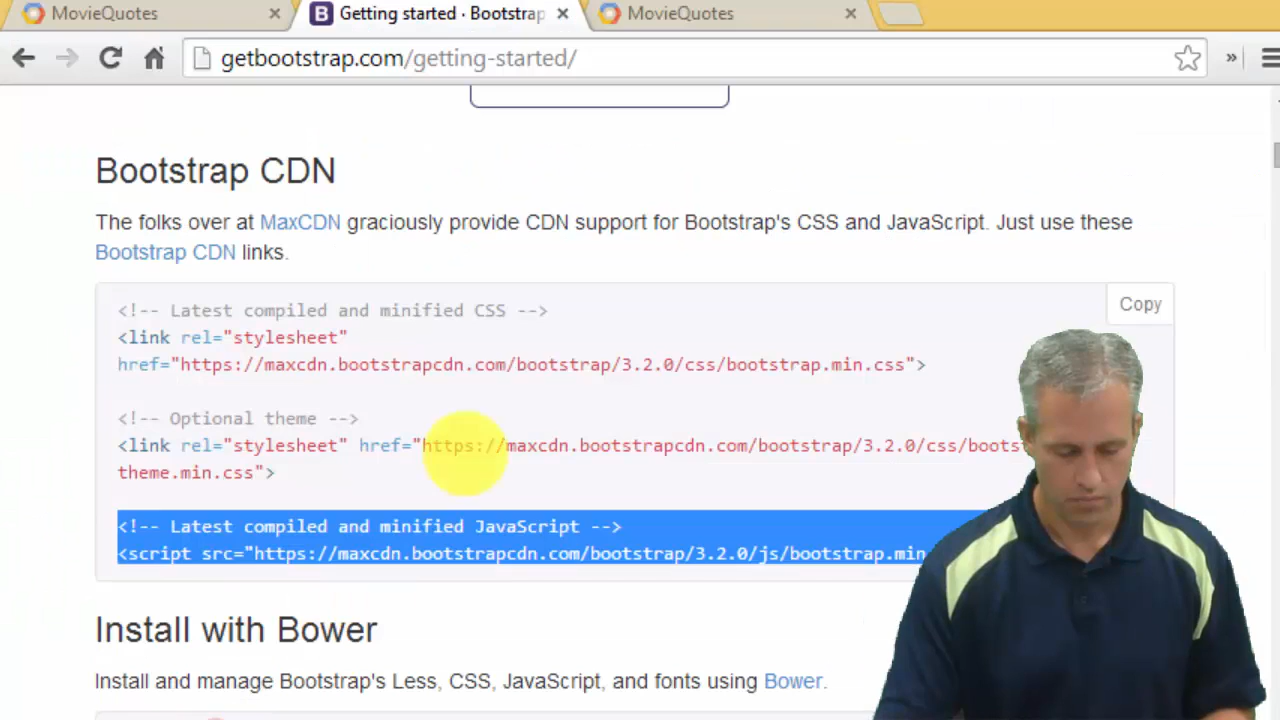 MovieQuotes
Getting started · Bootstrap
MovieQuotes
getbootstrap.com/getting-started/
»
Bootstrap CDN
The folks over at MaxCDN graciously provide CDN support for Bootstrap's CSS and JavaScript. Just use these
Bootstrap CDN links.
Copy
<!-- Latest compiled and minified CSS -->
<link rel="stylesheet"
href="https://maxcdn.bootstrapcdn.com/bootstrap/3.2.0/css/bootstrap.min.css">
<!-- Optional theme -->
<link rel="stylesheet" href="https://maxcdn.bootstrapcdn.com/bootstrap/3.2.0/css/boots
theme.min.css">
<!-- Latest compiled and minified JavaScript -->
<script src="https://maxcdn.bootstrapcdn.com/bootstrap/3.2.0/js/bootstrap.min
Install with Bower
Install and manage Bootstrap's Less, CSS, JavaScript, and fonts using Bower.